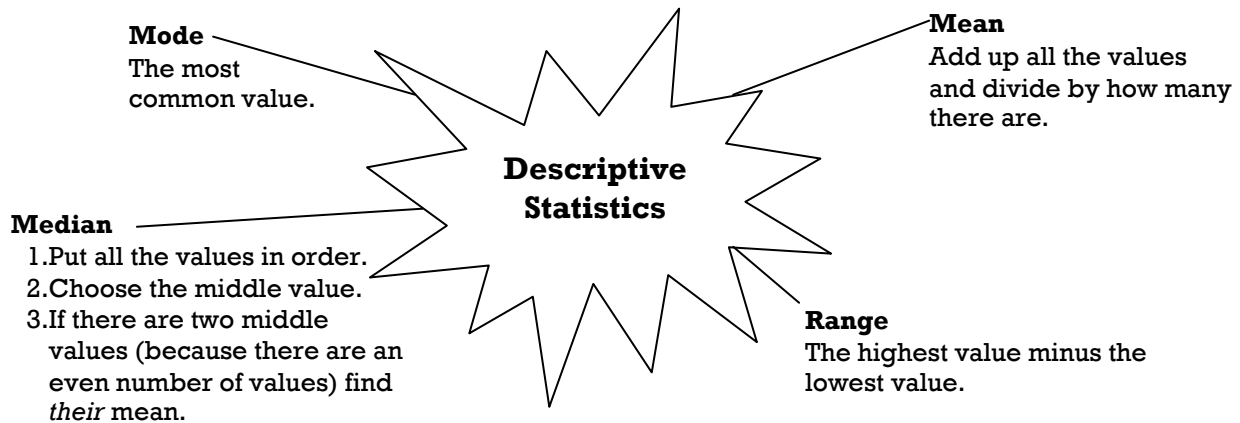 Mode
The most
common value.
Mean
Add up all the values
and divide by how many
there are.
Descriptive
Statistics
Median
1.Put all the values in order.
2.Choose the middle value.
3.If there are two middle
values (because there are an
even number of values) find
their mean.
Range
The highest value minus the
lowest value.